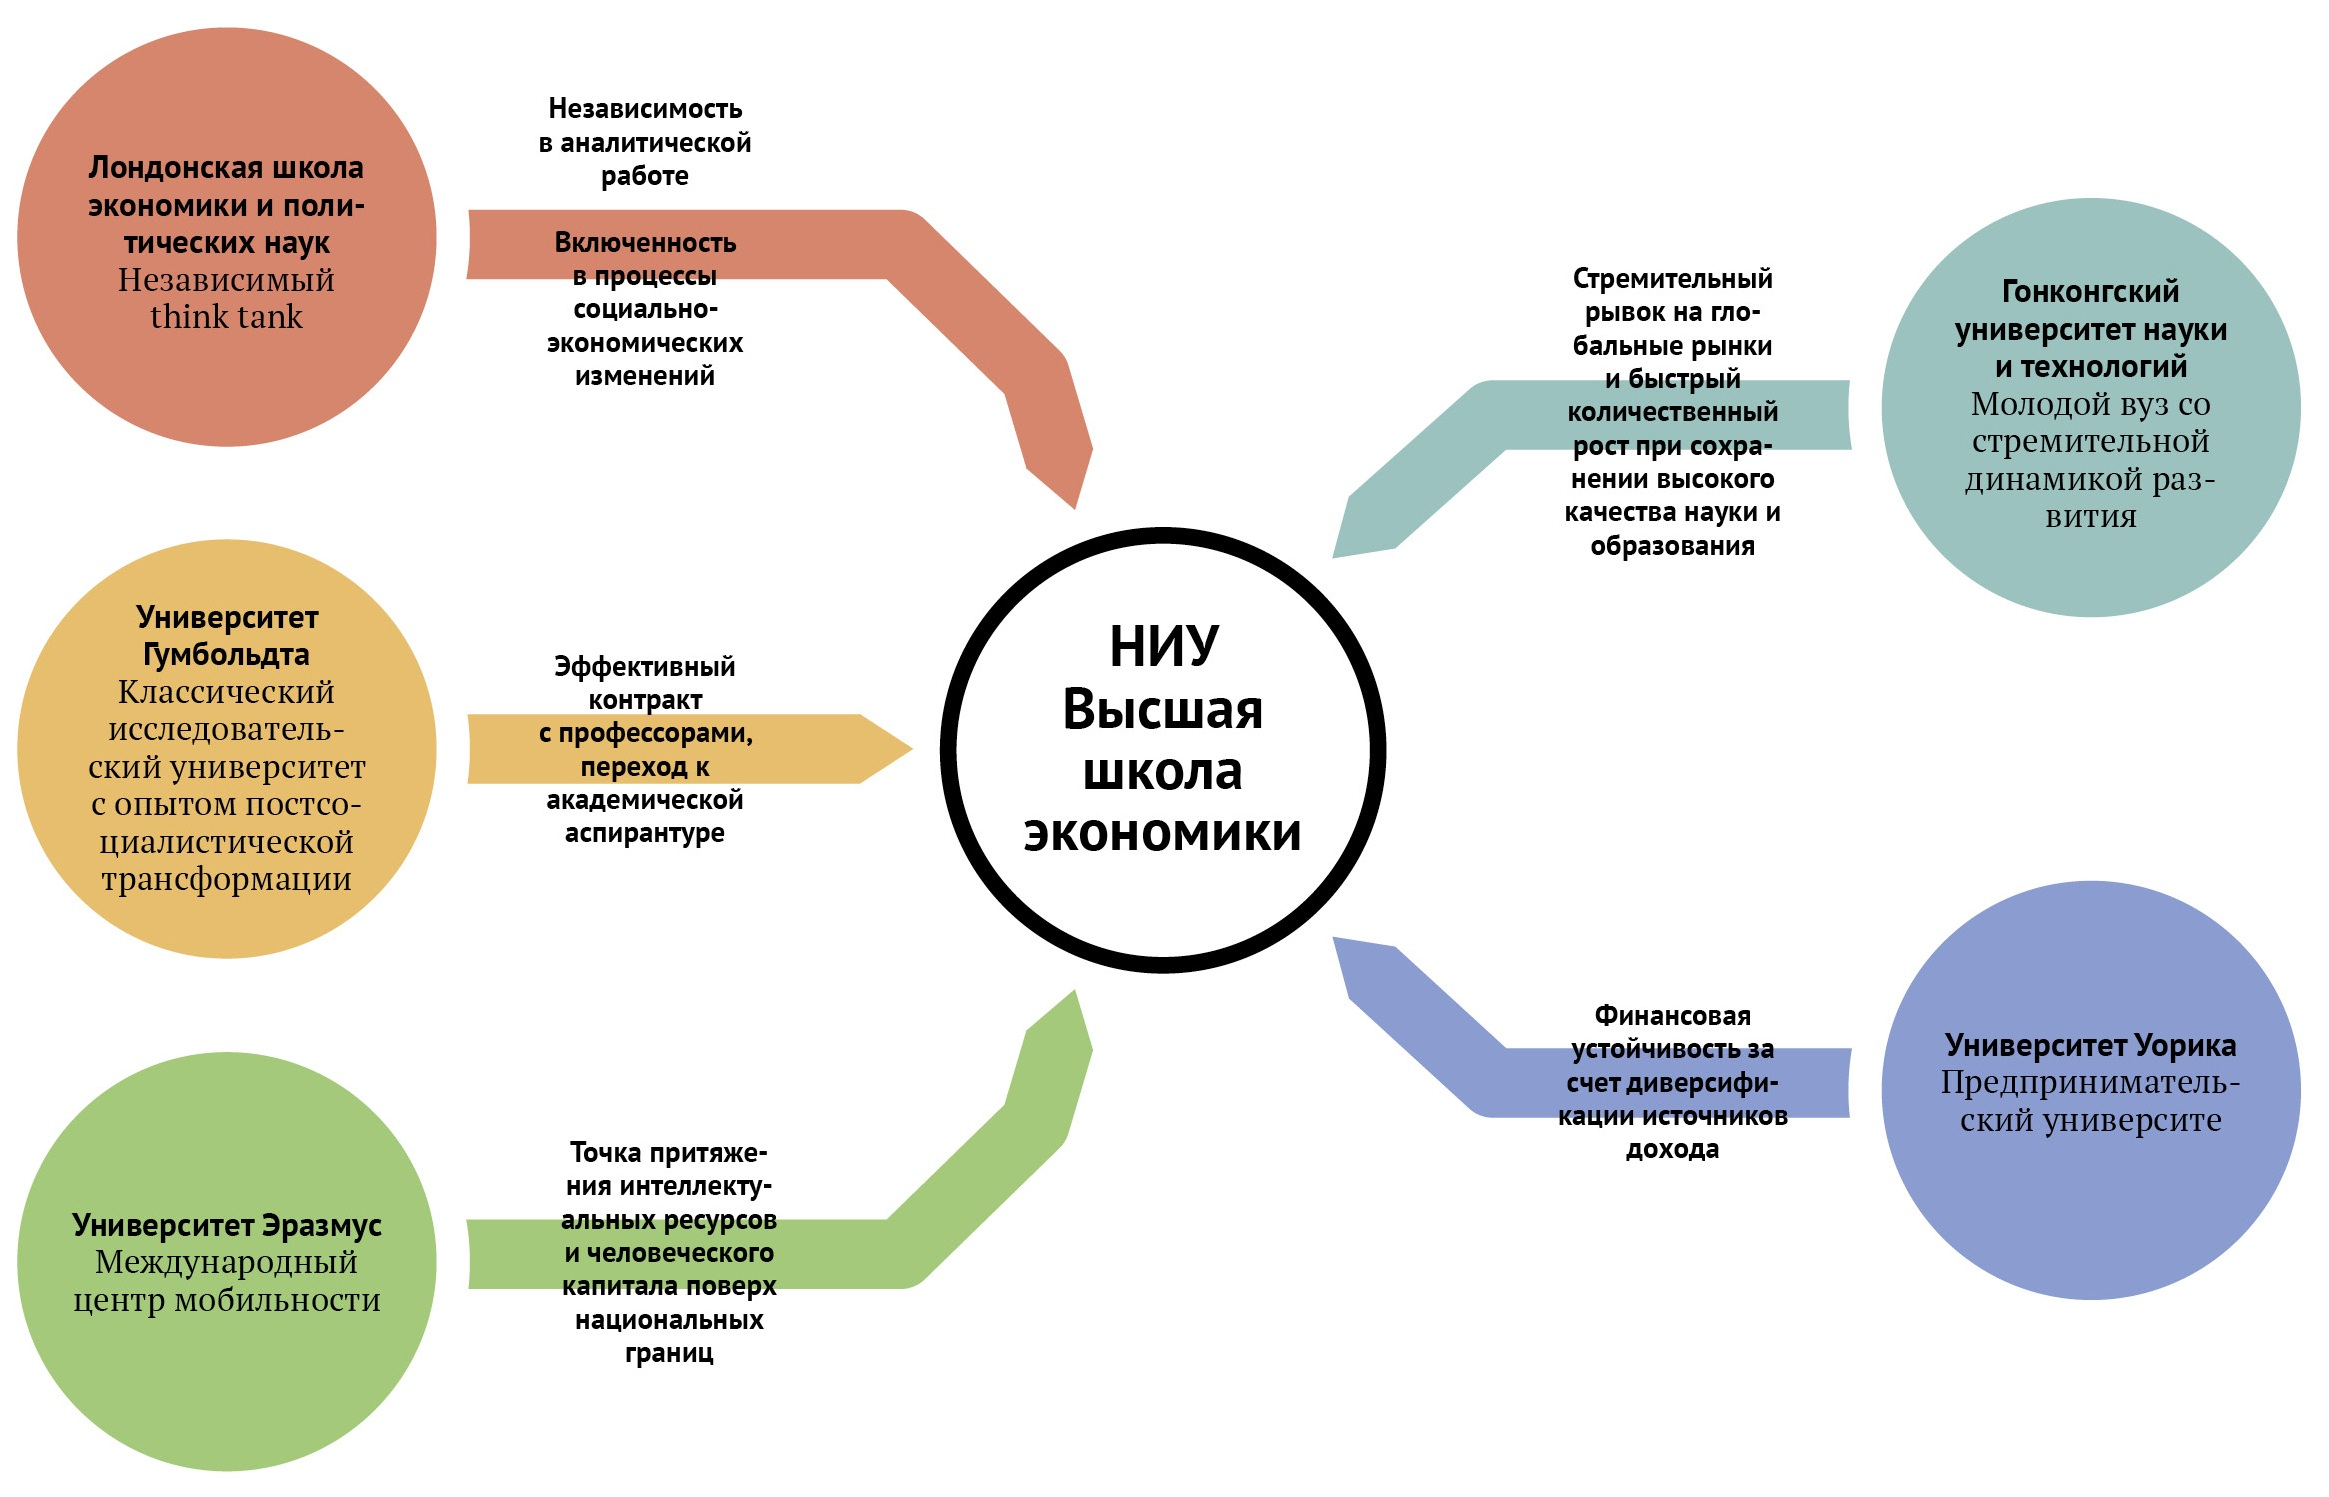 Лондонская школа
экономики и поли-
тических наук
Независимый
think tank
Независимость
в аналитической
работе
Включенность
в процессы
социально-
экономических
изменений
Университет
Гумбольдта
Классический
исследователь-
ский университет
с опытом постсо-
циалистической
трансформации
Эффективный
контракт
с профессорами,
переход к
академической
аспирантуре
Университет Эразмус
Международный
центр мобильности
Точка притяже-
ния интеллекту-
альных ресурсов
и человеческого
капитала поверх
национальных
границ
НИУ
Высшая
школа
экономики
Стремительный
рывок на гло-
бальные рынки
и быстрый
количественный
рост при сохра-
нении высокого
качества науки и
образования
Гонконгский
университет науки
и технологий
Молодой вуз со
стремительной
динамикой раз-
вития
Финансовая
устойчивость за
счет диверсифи-
кации источников
дохода
Университет Уорика
Предприниматель-
ский университе